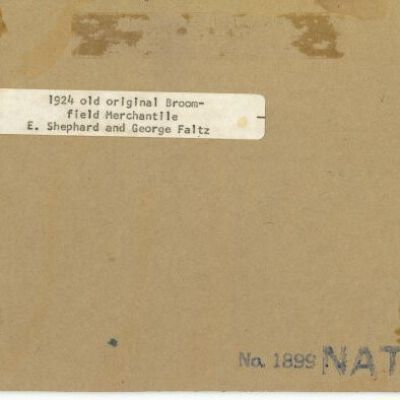 1924 old original Broom-
field Merchantile
E. Shephard and George Faltz
No. 1899 NAT